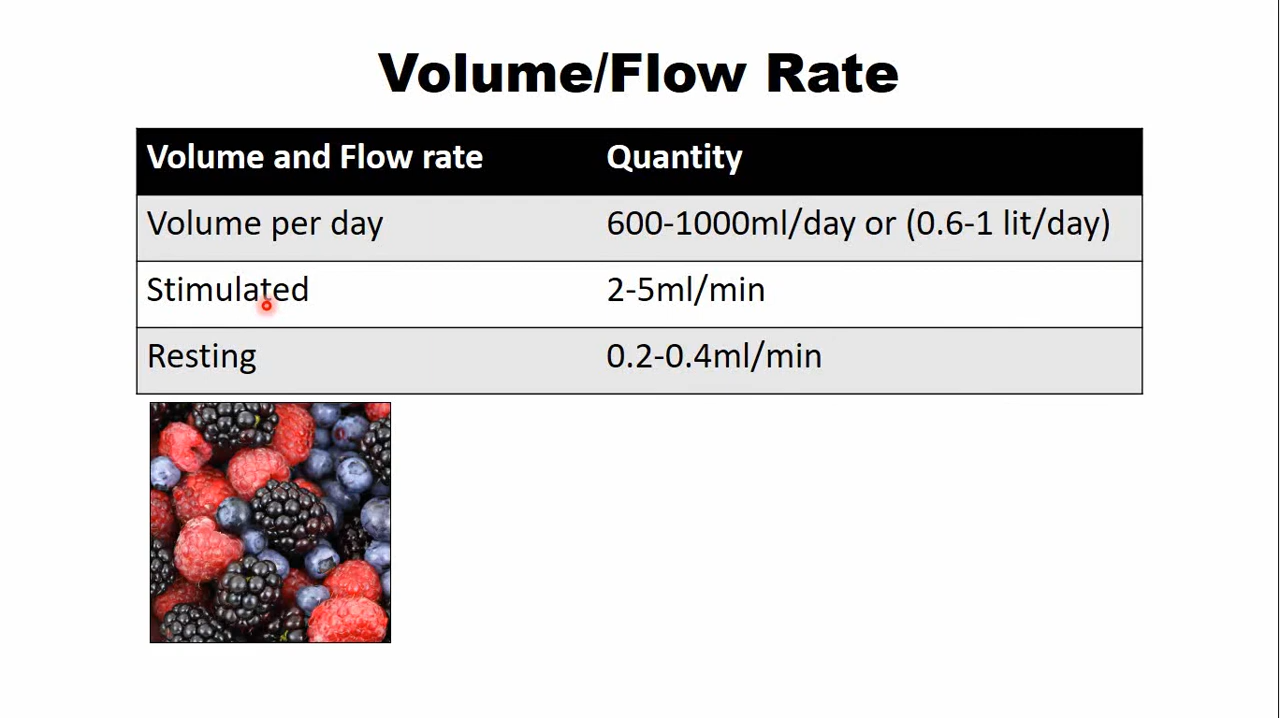 Volume/Flow Rate
Volume and Flow rate Quantity
Volume per day 600-1000ml/day or (0.6-1 lit/day)
Stimulated 2-5ml/min
Resting 0.2-0.4ml/min